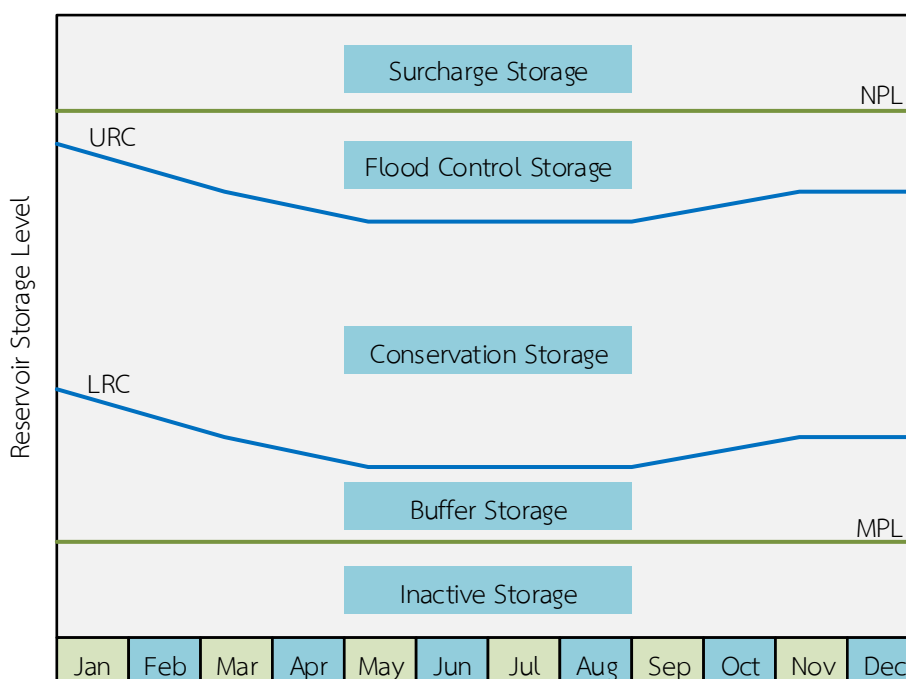 Surcharge Storage
NPL
URC
Flood Control Storage
Reservoir Storage Level
Conservation Storage
LRC
Buffer Storage
MPL
Inactive Storage
Jan Feb Mar Apr May Jun Jul Aug Sep Oct Nov Dec